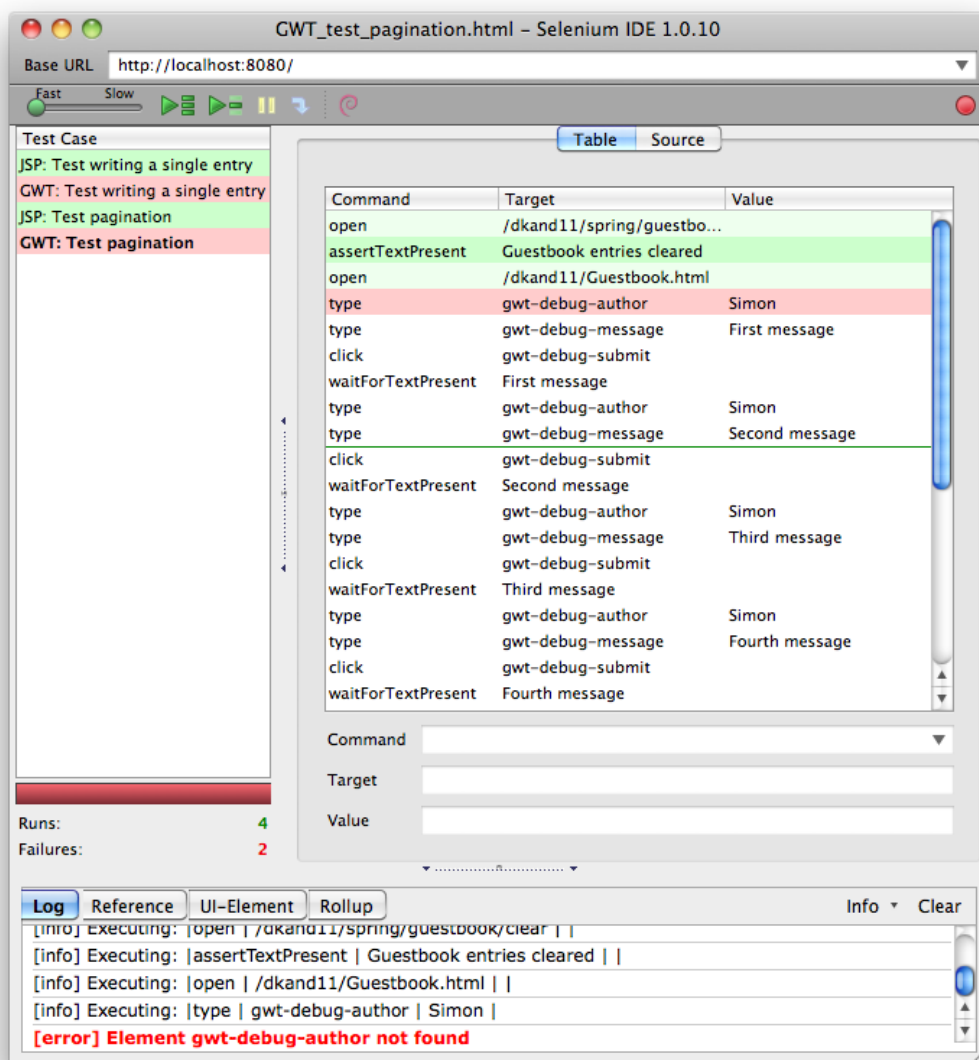 GWT_test_pagination.html – Selenium IDE 1.0.10
Base URL http://localhost:8080/
Fast Slow
Test Case
JSP: Test writing a single entry
GWT: Test writing a single entry
JSP: Test pagination
GWT: Test pagination
Runs: 4
Failures: 2
Table Source
Command Target Value
open /dkand11/spring/guestbo...
assertTextPresent Guestbook entries cleared
open /dkand11/Guestbook.html
type gwt-debug-author Simon
type gwt-debug-message First message
click gwt-debug-submit
waitForTextPresent First message
type gwt-debug-author Simon
type gwt-debug-message Second message
click gwt-debug-submit
waitForTextPresent Second message
type gwt-debug-author Simon
type gwt-debug-message Third message
click gwt-debug-submit
waitForTextPresent Third message
type gwt-debug-author Simon
type gwt-debug-message Fourth message
click gwt-debug-submit
waitForTextPresent Fourth message
Command
Target
Value
Log Reference UI-Element Rollup Info Clear
[info] Executing: |open | /dkand11/spring/guestbook/clear | |
[info] Executing: |assertTextPresent | Guestbook entries cleared | |
[info] Executing: |open | /dkand11/Guestbook.html | |
[info] Executing: |type | gwt-debug-author | Simon |
[error] Element gwt-debug-author not found